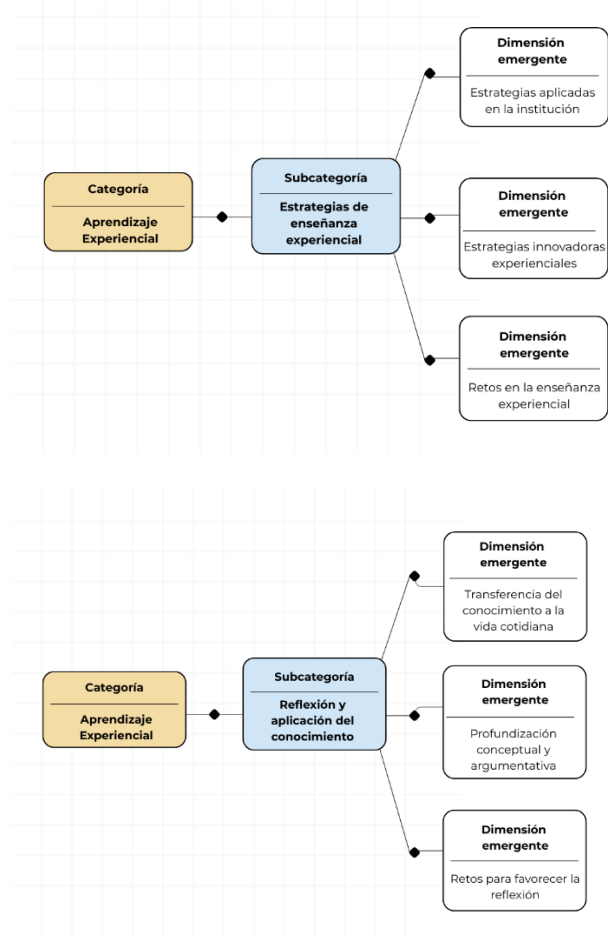 Dimensión
emergente
Estrategias aplicadas
en la institución
Categoría
Aprendizaje
Experiencial
Subcategoría
Estrategias de
enseñanza
experiencial
Dimensión
emergente
Estrategias innovadoras
experienciales
Dimensión
emergente
Retos en la enseñanza
experiencial
Dimensión
emergente
Transferencia del
conocimiento a la
vida cotidiana
Categoría
Aprendizaje
Experiencial
Subcategoría
Reflexión y
aplicación del
conocimiento
Dimensión
emergente
Profundización
conceptual y
argumentativa
Dimensión
emergente
Retos para favorecer la
reflexión